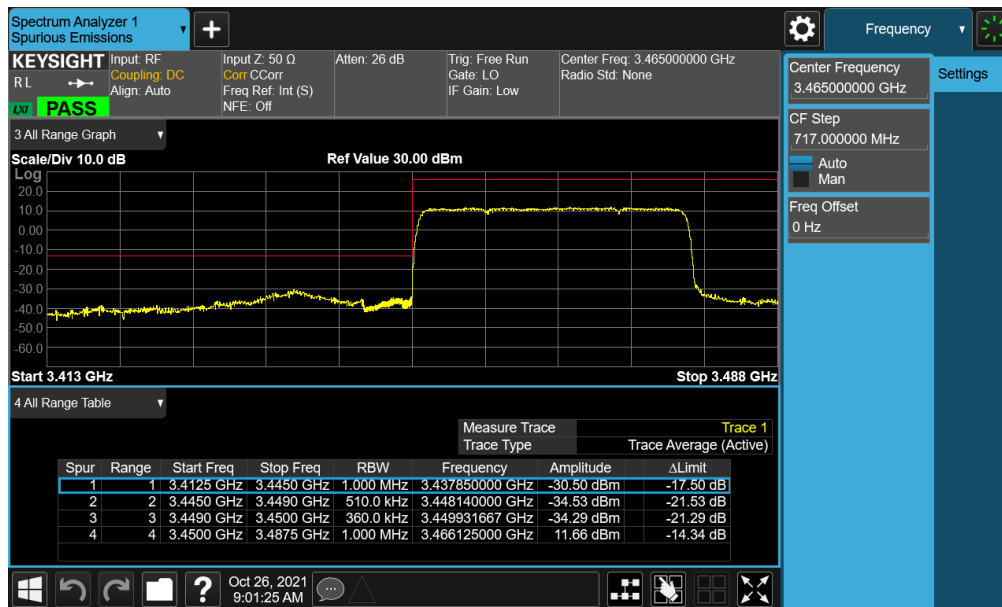 Spectrum Analyzer 1
Spurious Emissions
Frequency
KEYSIGHT
R L
LXI PASS
Input: RF
Coupling: DC
Align: Auto
Input Z: 50 Ω
Corr CCorr
Freq Ref: Int (S)
NFE: Off
Atten: 26 dB
Trig: Free Run
Gate: LO
IF Gain: Low
Center Freq: 3.465000000 GHz
Radio Std: None
Center Frequency
3.465000000 GHz
Settings
CF Step
717.000000 MHz
Auto
Man
Freq Offset
0 Hz
3 All Range Graph
Scale/Div 10.0 dB Ref Value 30.00 dBm
Log
20.0
10.0
0.00
-10.0
-20.0
-30.0
-40.0
-50.0
-60.0
Start 3.413 GHz Stop 3.488 GHz
4 All Range Table
Measure Trace Trace 1
Trace Type Trace Average (Active)
Spur Range Start Freq Stop Freq RBW Frequency Amplitude ΔLimit
1 1 3.4125 GHz 3.4450 GHz 1.000 MHz 3.437850000 GHz -30.50 dBm -17.50 dB
2 2 3.4450 GHz 3.4490 GHz 510.0 kHz 3.448140000 GHz -34.53 dBm -21.53 dB
3 3 3.4490 GHz 3.4500 GHz 360.0 kHz 3.449931667 GHz -34.29 dBm -21.29 dB
4 4 3.4500 GHz 3.4875 GHz 1.000 MHz 3.466125000 GHz 11.66 dBm -14.34 dB
Oct 26, 2021
9:01:25 AM